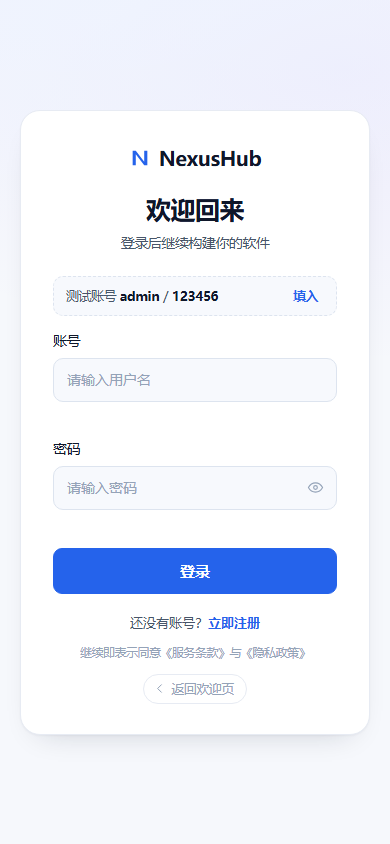 N NexusHub
欢迎回来
登录后继续构建你的软件
测试账号 admin / 123456 填入
账号
请输入用户名
密码
请输入密码
登录
还没有账号? 立即注册
继续即表示同意《服务条款》与《隐私政策》
返回欢迎页